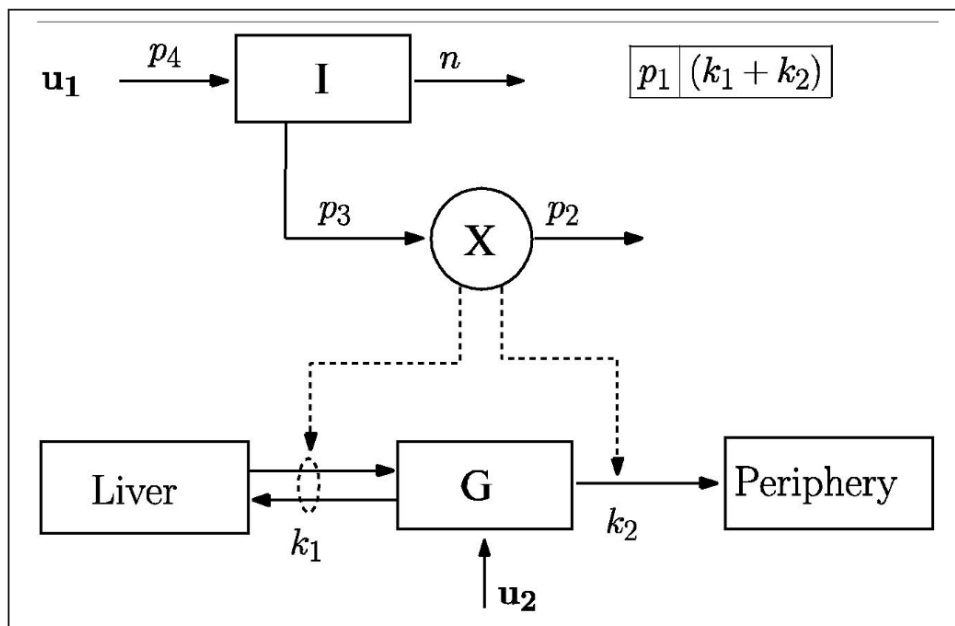 u₁ p₄ I n p₁ (k₁ + k₂)
p₃ X p₂
Liver G Periphery
k₁ k₂
u₂